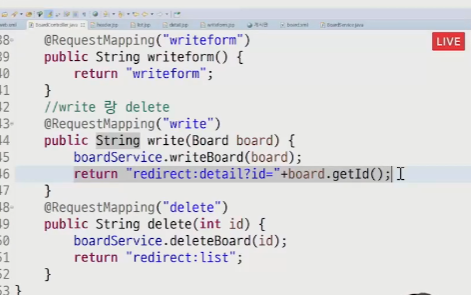 BoardController.java
header.jsp
list.jsp
detail.jsp
writeform.jsp
board.xml
BoardService.java
LIVE
38 @RequestMapping("writeform")
39 public String writeform() {
40 return "writeform";
41 }
42 //write 랑 delete
43 @RequestMapping("write")
44 public String write(Board board) {
45 boardService.writeBoard(board);
46 return "redirect:detail?id="+board.getId();
47 }
48 @RequestMapping("delete")
49 public String delete(int id) {
50 boardService.deleteBoard(id);
51 return "redirect:list";
52 }
53 }